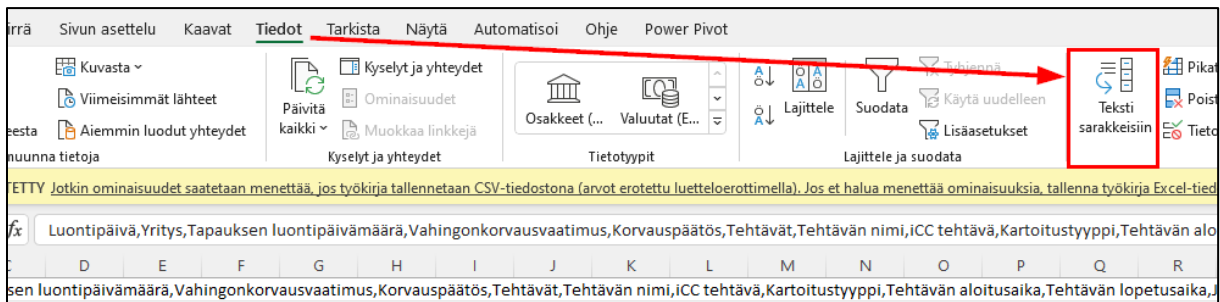 irrä Sivun asettelu Kaavat Tiedot Tarkista Näytä Automatisoi Ohje Power Pivot
Kuvasta Kyselyt ja yhteydet Tyhjennä Pikat
Viimeisimmät lähteet Ominaisuudet Käytä uudelleen Poist
eesta Aiemmin luodut yhteydet Päivitä kaikki Muokkaa linkkejä Osakkeet (... Valuutat (E... Lajittele Suodata Lisäasetukset Teksti sarakkeisiin Tieto
muunna tietoja Kyselyt ja yhteydet Tietotyypit Lajittele ja suodata
TETTY Jotkin ominaisuudet saatetaan menettää, jos työkirja tallennetaan CSV-tiedostona (arvot erotettu luetteloerottimella). Jos et halua menettää ominaisuuksia, tallenna työkirja Excel-tied
fx Luontipäivä,Yritys,Tapauksen luontipäivämäärä,Vahingonkorvausvaatimus,Korvauspäätös,Tehtävät,Tehtävän nimi,iCC tehtävä,Kartoitustyyppi,Tehtävän alo
D E F G H I J K L M N O P Q R
sen luontipäivämäärä,Vahingonkorvausvaatimus,Korvauspäätös,Tehtävät,Tehtävän nimi,iCC tehtävä,Kartoitustyyppi,Tehtävän aloitusaika,Tehtävän lopetusaika,J